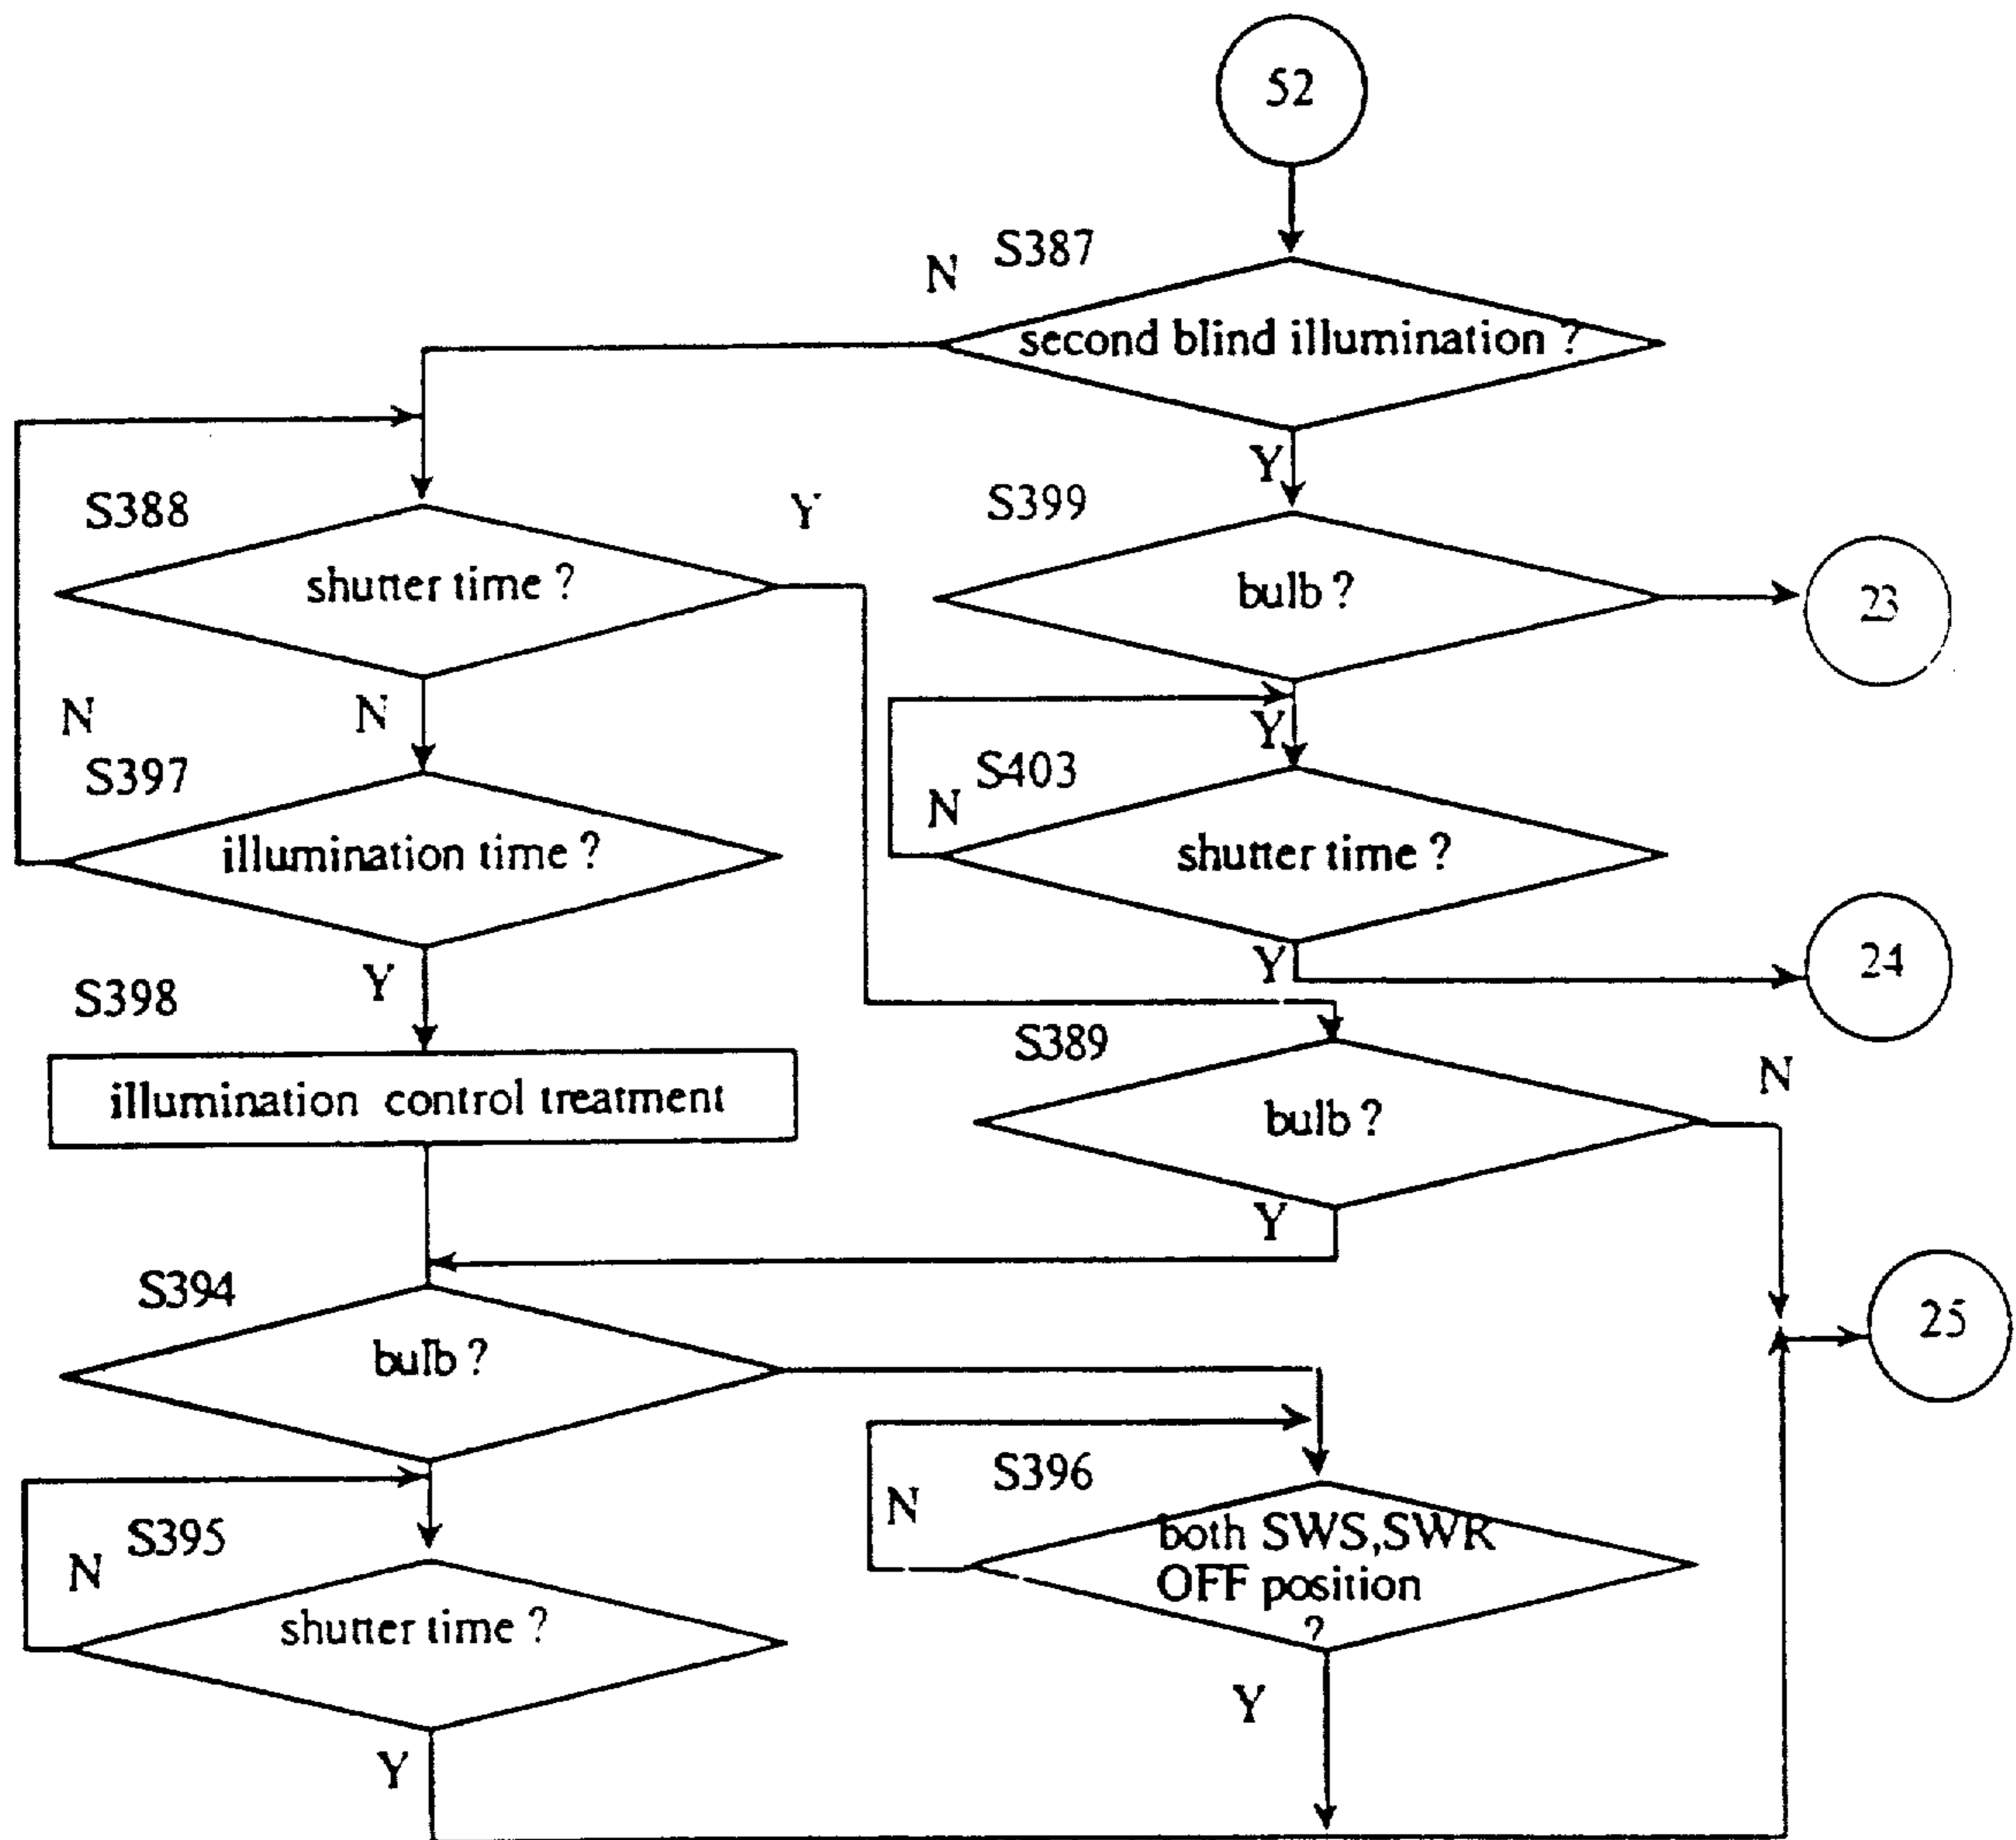 52
N S387
second blind illumination ?
Y
S388
Y
S399
shutter time ?
bulb ?
23
N
N
Y
S397
S403
N
illumination time ?
shutter time ?
Y
Y
24
S398
S389
N
illumination control treatment
bulb ?
Y
S394
25
bulb ?
S396
N
both SWS,SWR
OFF position
?
S395
N
shutter time ?
Y
Y